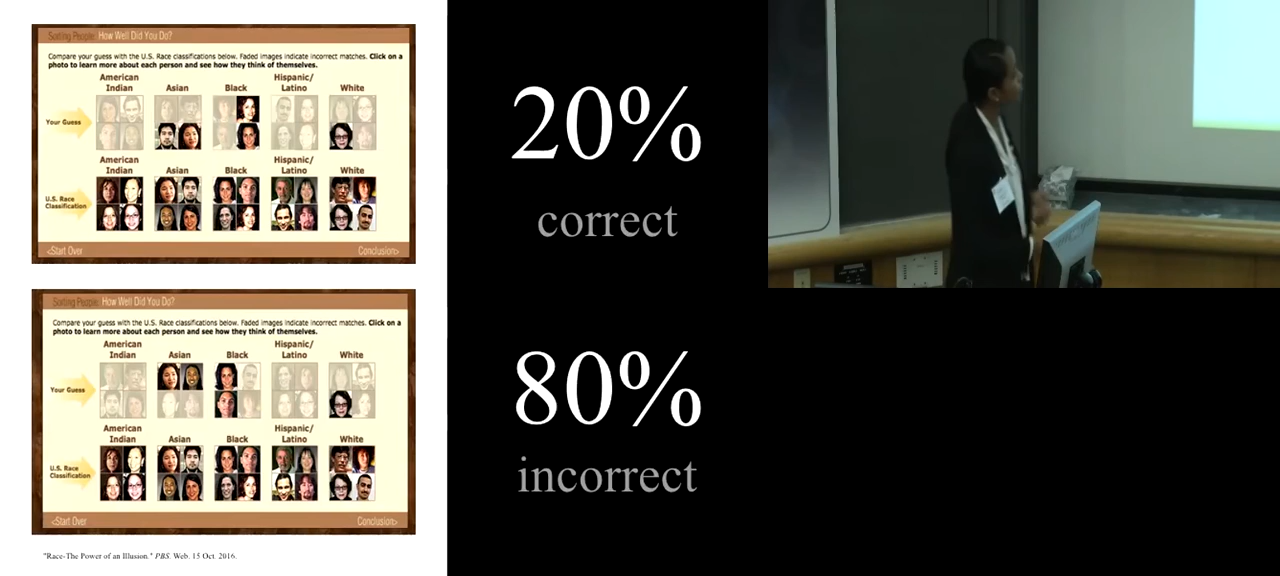 Sorting People: How Well Did You Do?
Compare your guess with the U.S. Race classifications below. Faded images indicate incorrect matches. Click on a
photo to learn more about each person and see how they think of themselves.
American
Indian
Asian
Black
Hispanic/
Latino
White
Your Guess
American
Indian
Asian
Black
Hispanic/
Latino
White
U.S. Race
Classification
<Start Over
Conclusion>
20%
correct
Sorting People: How Well Did You Do?
Compare your guess with the U.S. Race classifications below. Faded images indicate incorrect matches. Click on a
photo to learn more about each person and see how they think of themselves.
American
Indian
Asian
Black
Hispanic/
Latino
White
Your Guess
American
Indian
Asian
Black
Hispanic/
Latino
White
U.S. Race
Classification
<Start Over
Conclusion>
80%
incorrect
"Race-The Power of an Illusion." PBS. Web. 15 Oct. 2016.